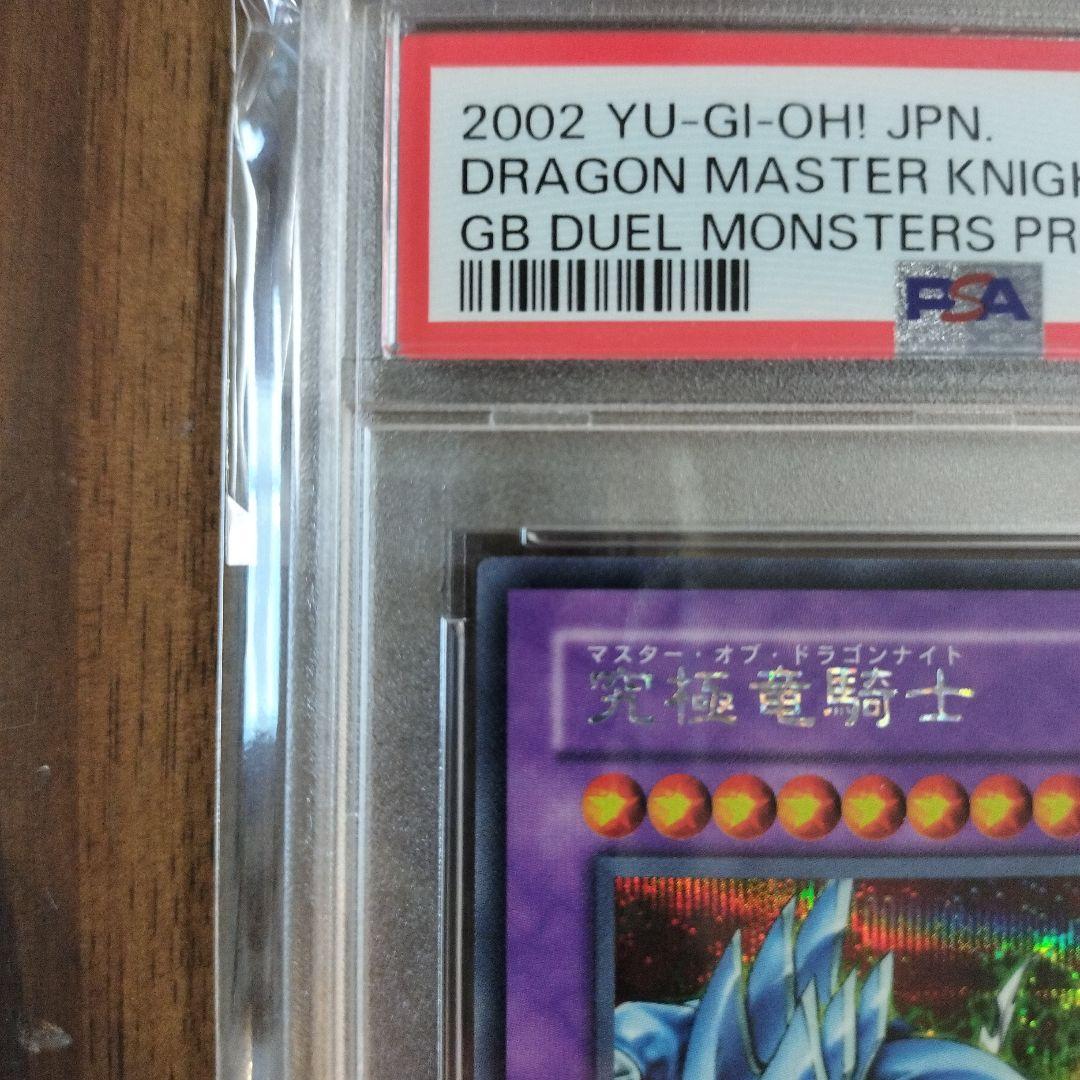 2002 YU-GI-OH! JPN.
DRAGON MASTER KNIGH
GB DUEL MONSTERS PR
PSA
マスター・オブ・ドラゴンナイト
究極竜騎士